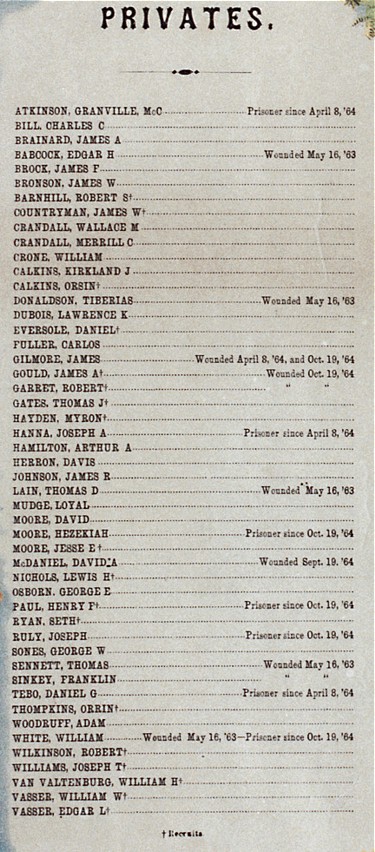 PRIVATES.
ATKINSON, GRANVILLE, McC Prisoner since April 8, '64
BILL, CHARLES C
BRAINARD, JAMES A
BABCOCK, EDGAR H Wounded May 16, '63
BROCK, JAMES F
BRONSON, JAMES W
BARNHILL, ROBERT S†
COUNTRYMAN, JAMES W†
CRANDALL, WALLACE M
CRANDALL, MERRILL C
CRONE, WILLIAM
CALKINS, KIRKLAND J
CALKINS, ORSIN†
DONALDSON, TIBERIAS Wounded May 16, '63
DUBOIS, LAWRENCE K
EVERSOLE, DANIEL†
FULLER, CARLOS
GILMORE, JAMES Wounded April 8, '64, and Oct. 19, '64
GOULD, JAMES A† Wounded Oct. 19, '64
GARRET, ROBERT† " "
GATES, THOMAS J†
HAYDEN, MYRON†
HANNA, JOSEPH A Prisoner since April 8, '64
HAMILTON, ARTHUR A
HERRON, DAVIS
JOHNSON, JAMES R
LAIN, THOMAS D Wounded May 16, '63
MUDGE, LOYAL
MOORE, DAVID
MOORE, HEZEKIAH Prisoner since Oct. 19, '64
MOORE, JESSE E†
McDANIEL, DAVID A Wounded Sept. 19. '64
NICHOLS, LEWIS H†
OSBORN, GEORGE E
PAUL, HENRY F† Prisoner since Oct. 19, '64
RYAN, SETH†
RULY, JOSEPH Prisoner since Oct. 19, '64
SONES, GEORGE W
SENNETT, THOMAS Wounded May 16, '63
SINKEY, FRANKLIN " "
TEBO, DANIEL G Prisoner since April 8, '64
THOMPKINS, ORRIN†
WOODRUFF, ADAM
WHITE, WILLIAM Wounded May 16, '63—Prisoner since Oct. 19, '64
WILKINSON, ROBERT†
WILLIAMS, JOSEPH T†
VAN VALTENBURG, WILLIAM H†
VASSER, WILLIAM W†
VASSER, EDGAR L†
† Recruits